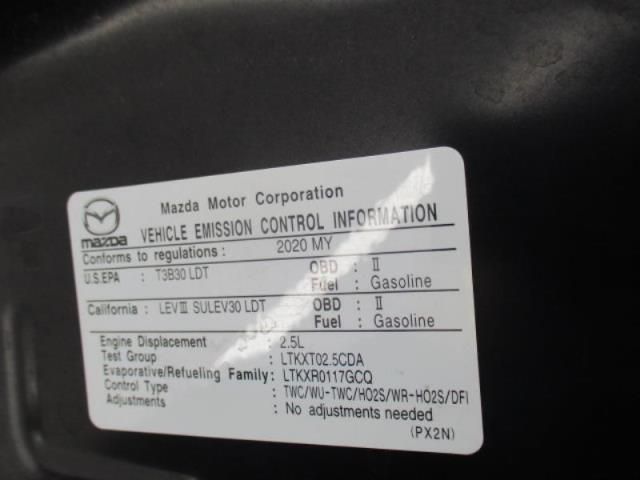 Mazda Motor Corporation
mazda VEHICLE EMISSION CONTROL INFORMATION
Conforms to regulations : 2020 MY
U.S.EPA : T3B30 LDT OBD : II
Fuel : Gasoline
California : LEVIII SULEV30 LDT OBD : II
Fuel : Gasoline
Engine Displacement : 2.5L
Test Group : LTKXT02.5CDA
Evaporative/Refueling Family: LTKXR0117GCQ
Control Type : TWC/WU-TWC/HO2S/WR-HO2S/DFI
Adjustments : No adjustments needed
(PX2N)